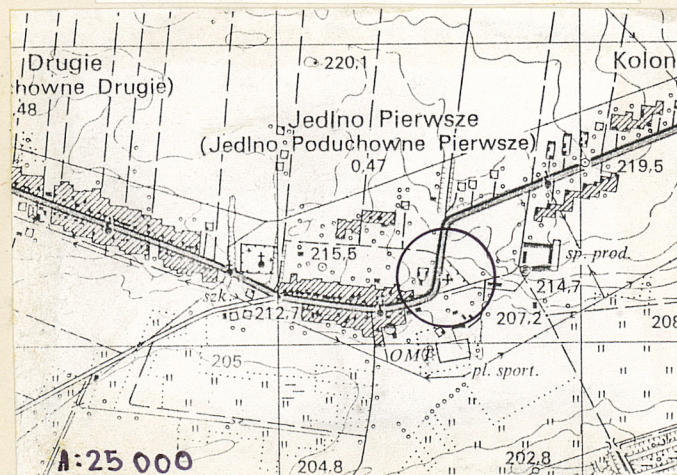 Drugie
howne Drugie)
48
220,1
Kolon
Jedlno Pierwsze
(Jedlno Poduchowne Pierwsze)
0,47
219,5
215,5
sp. prod.
szk.
214,7
212,7
207,2
208
205
OMB
pl. sport.
1:25 000
204,8
202,8